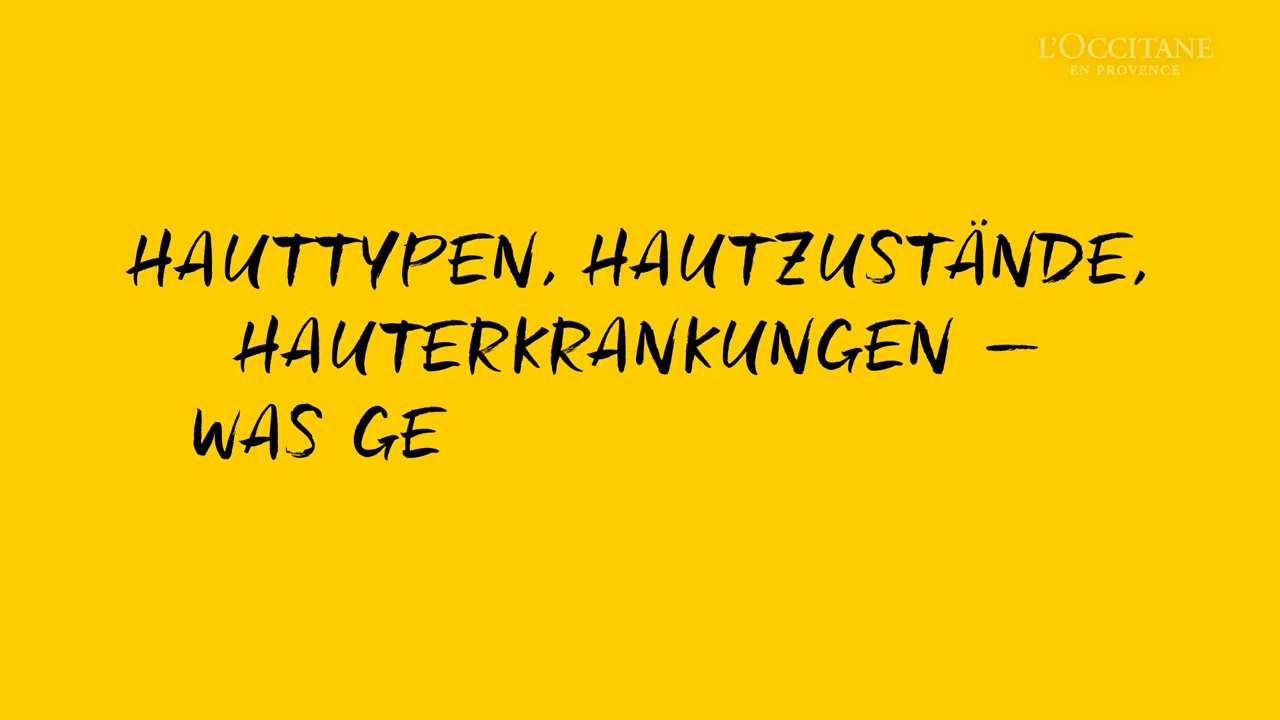 L'OCCITANE
EN PROVENCE
HAUTTYPEN, HAUTZUSTÄNDE,
HAUTERKRANKUNGEN –
WAS GE